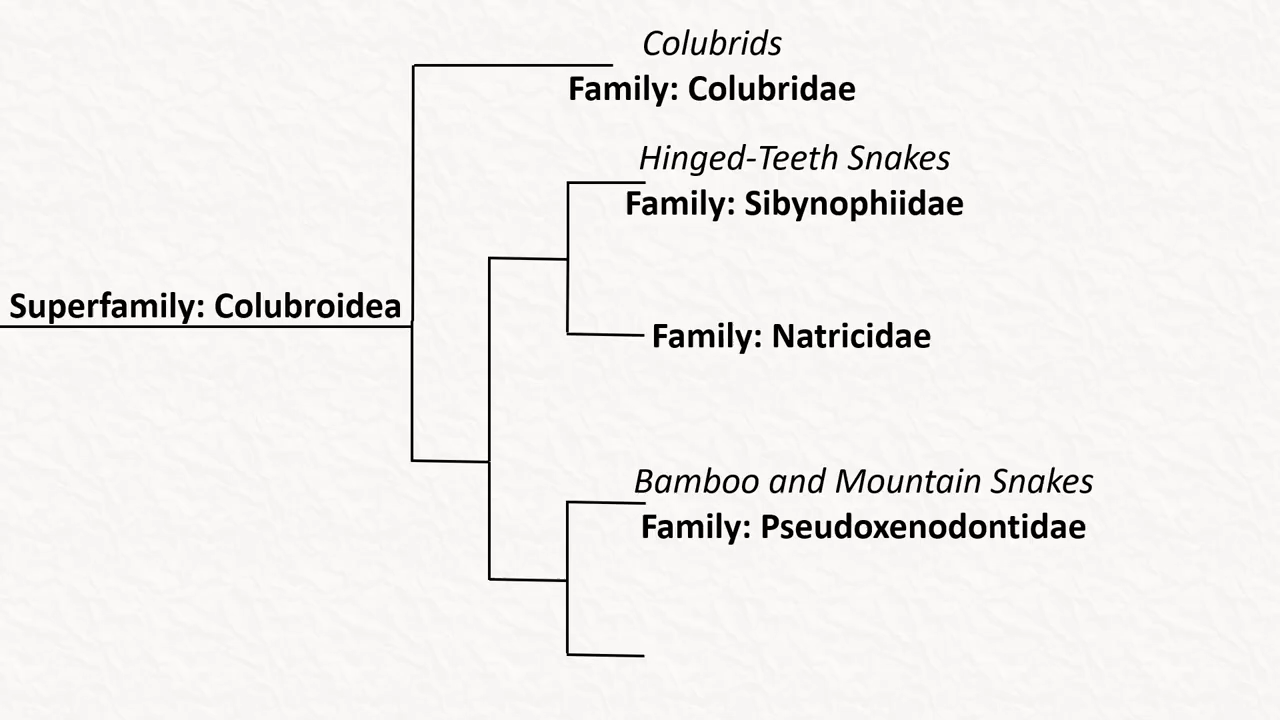 Colubrids
Family: Colubridae
Hinged-Teeth Snakes
Family: Sibynophiidae
Superfamily: Colubroidea
Family: Natricidae
Bamboo and Mountain Snakes
Family: Pseudoxenodontidae